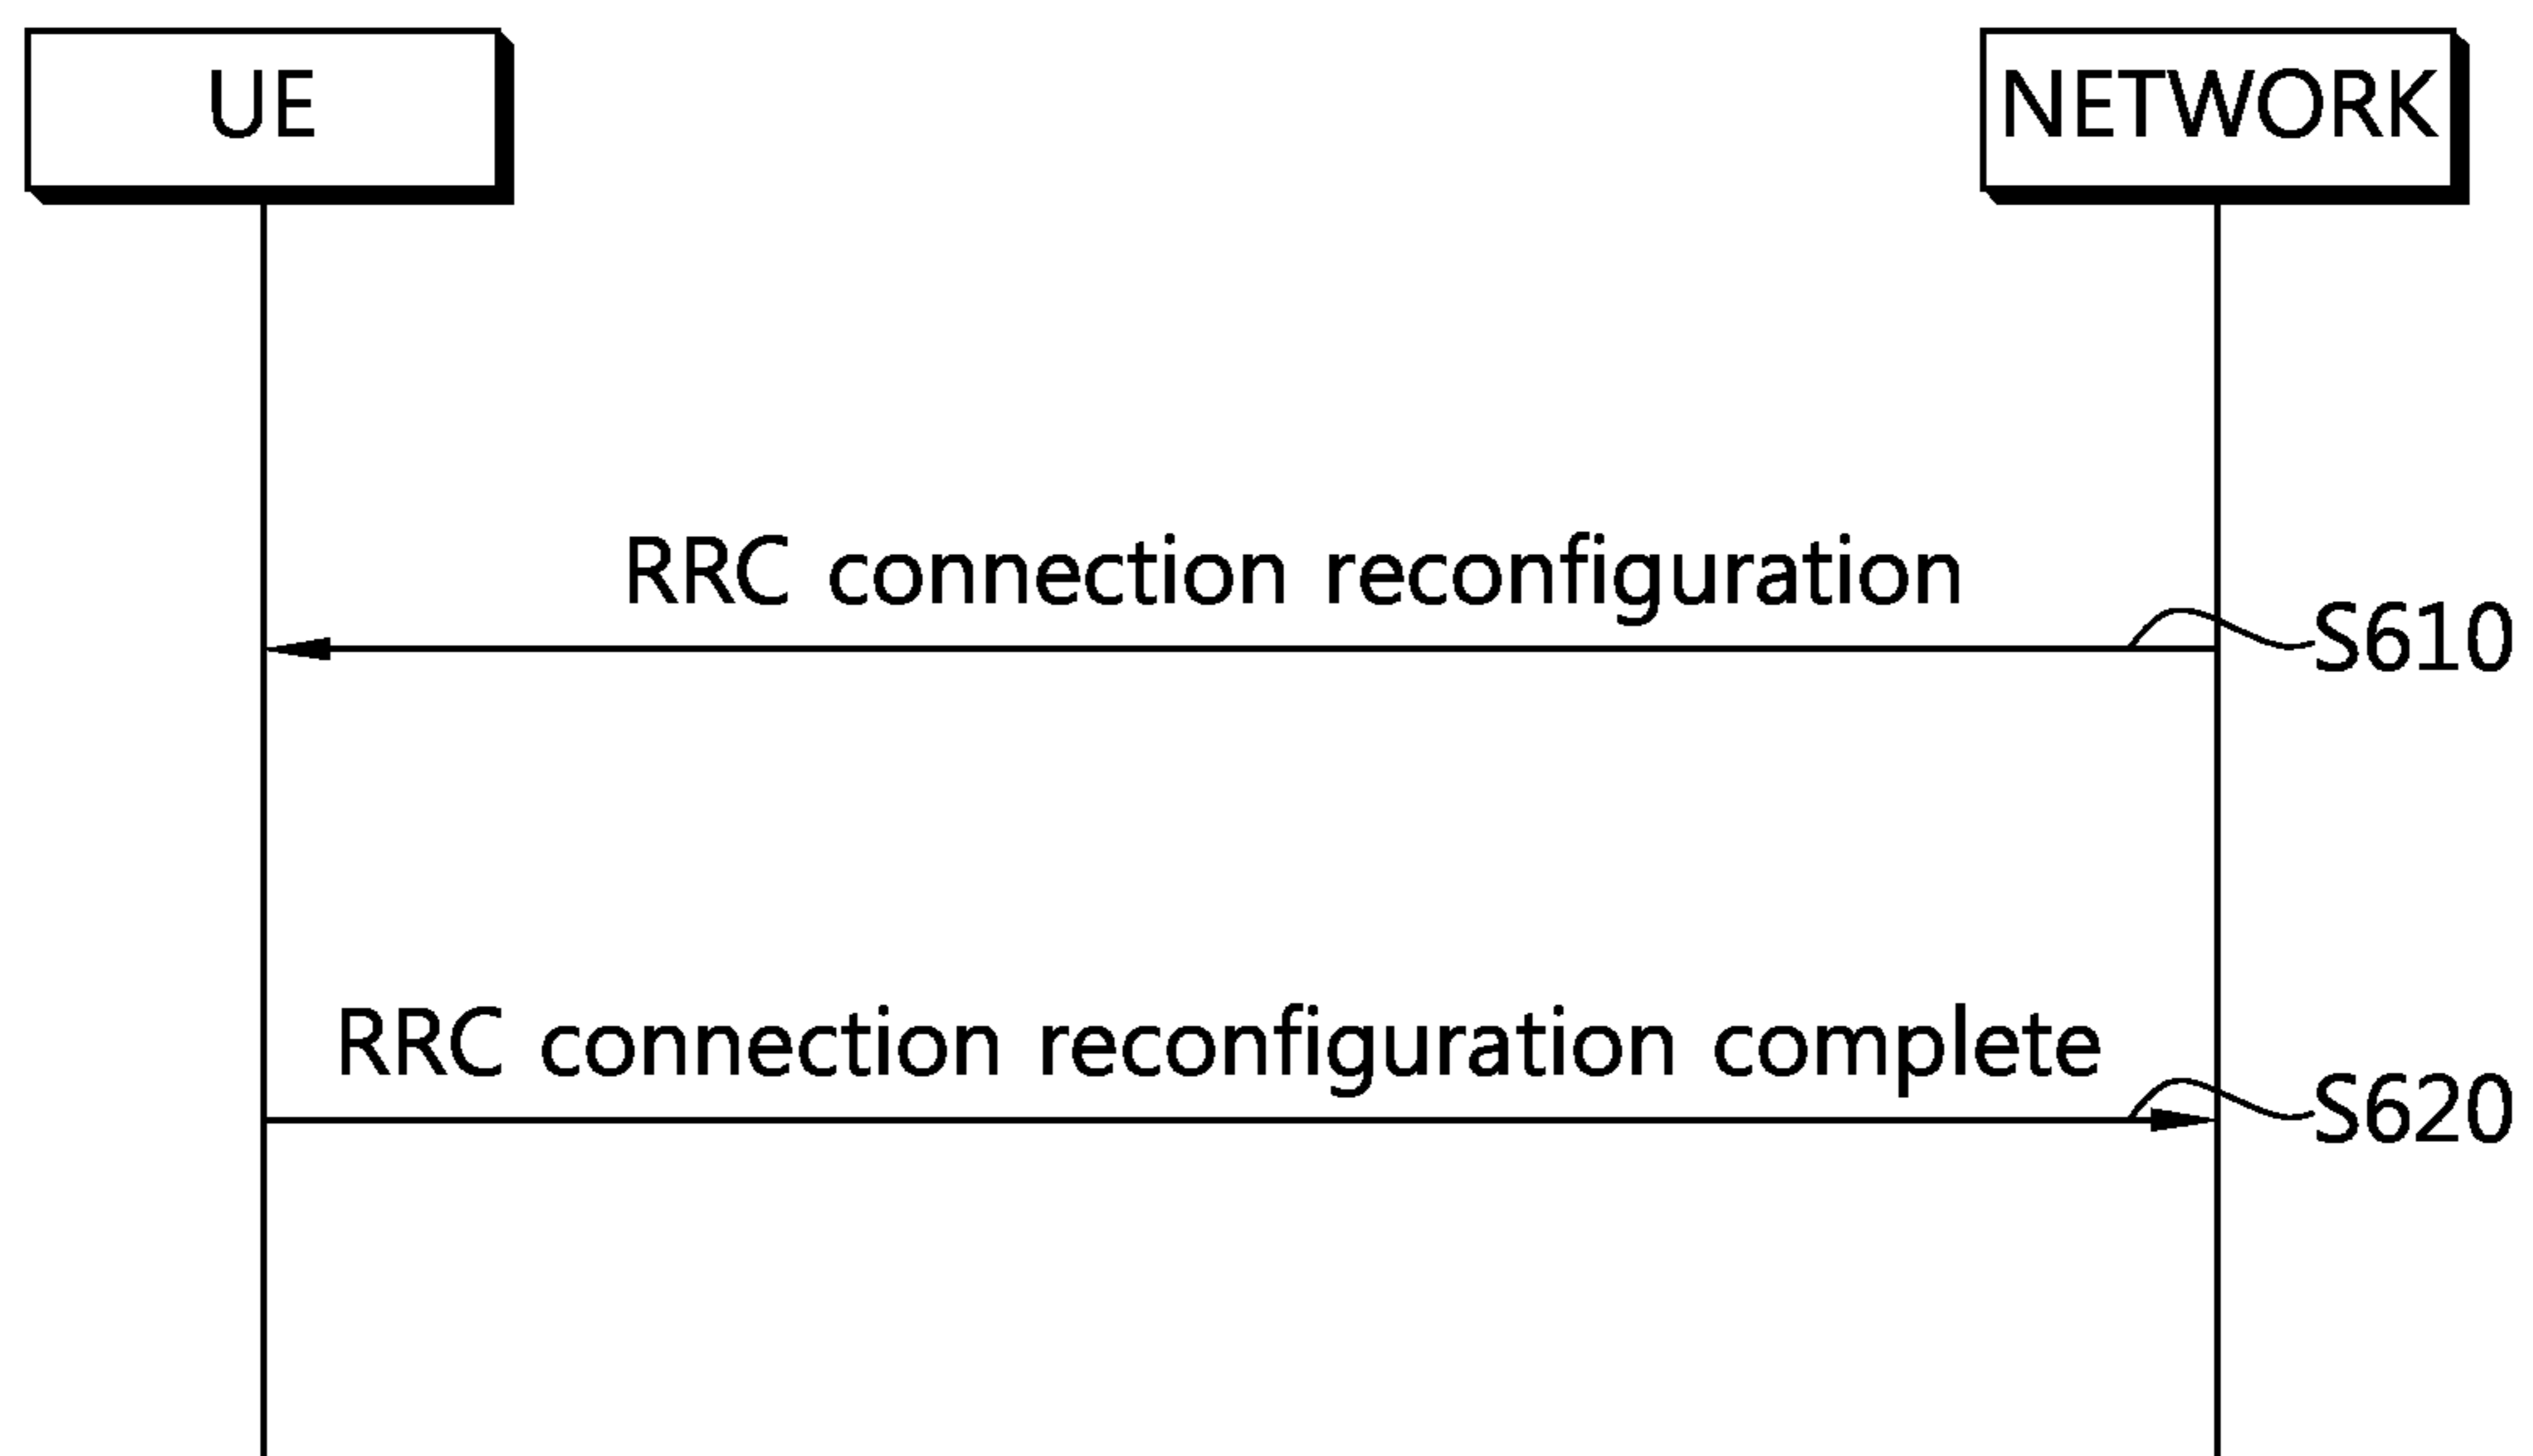 UE
NETWORK
RRC connection reconfiguration
S610
RRC connection reconfiguration complete
S620